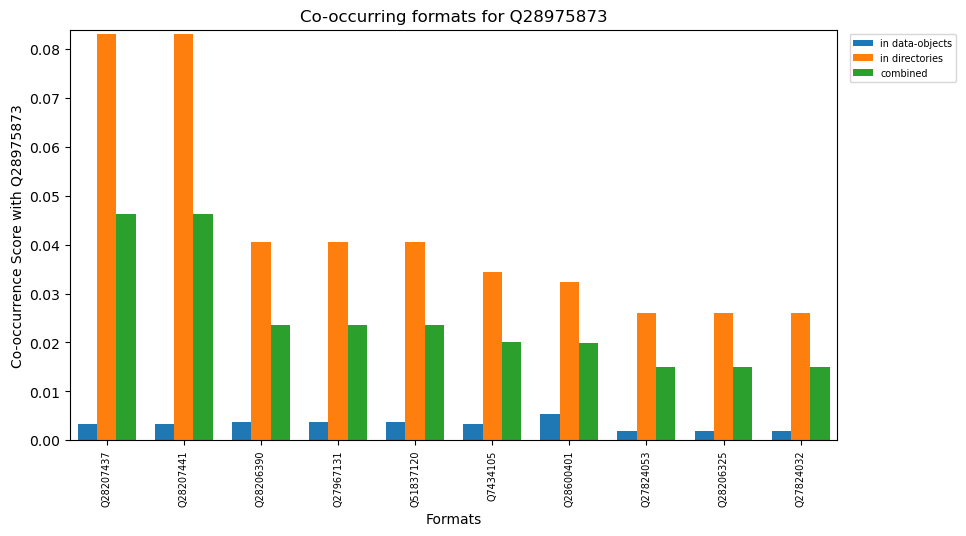 Co-occurring formats for Q28975873
in data-objects
in directories
combined
Co-occurrence Score with Q28975873
0.08
0.07
0.06
0.05
0.04
0.03
0.02
0.01
0.00
Q28207437
Q28207441
Q28206390
Q27967131
Q51837120
Q7434105
Q28600401
Q27824053
Q28206325
Q27824032
Formats